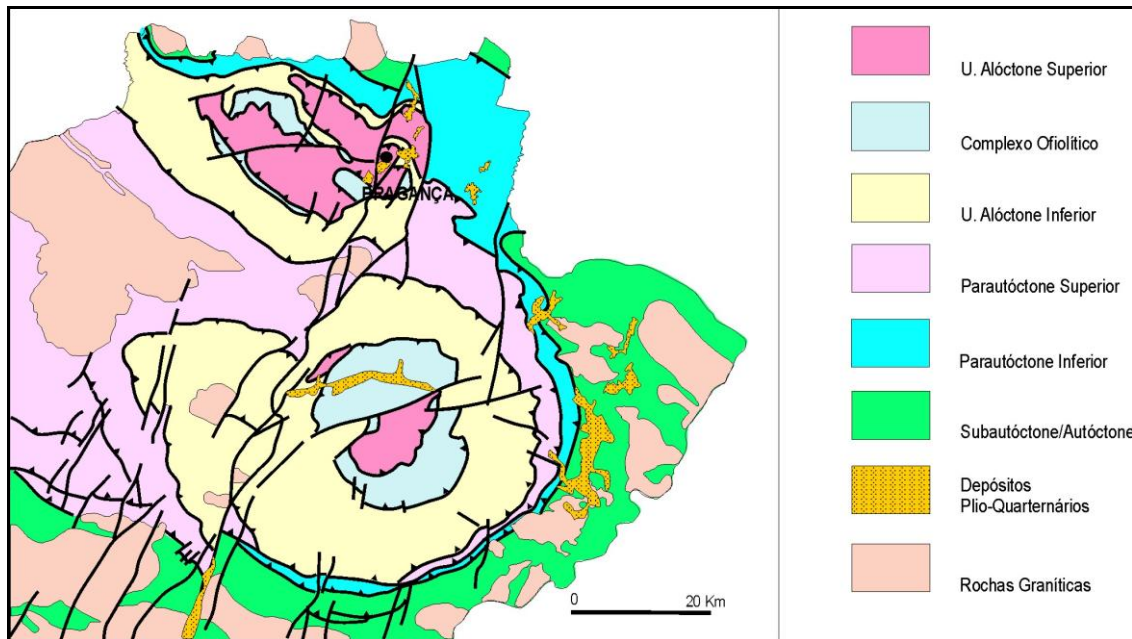 BRAGANÇA
0 20 Km
U. Alóctone Superior
Complexo Ofiolítico
U. Alóctone Inferior
Parautóctone Superior
Parautóctone Inferior
Subautóctone/Autóctone
Depósitos
Plio-Quarternários
Rochas Graníticas